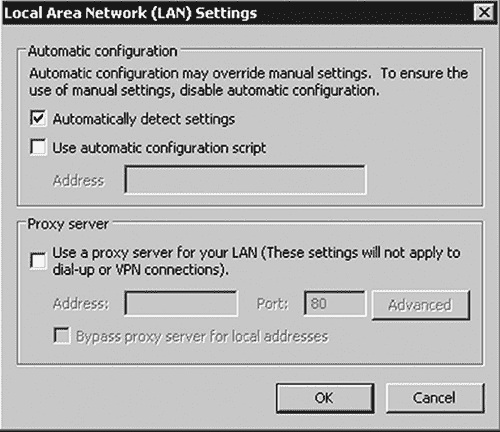 Local Area Network (LAN) Settings
Automatic configuration
Automatic configuration may override manual settings. To ensure the
use of manual settings, disable automatic configuration.
Automatically detect settings
Use automatic configuration script
Address
Proxy server
Use a proxy server for your LAN (These settings will not apply to
dial-up or VPN connections).
Address: Port: 80 Advanced
Bypass proxy server for local addresses
OK Cancel